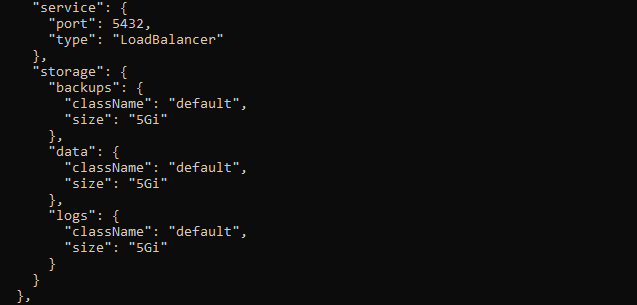 "service": {
"port": 5432,
"type": "LoadBalancer"
},
"storage": {
"backups": {
"className": "default",
"size": "5Gi"
},
"data": {
"className": "default",
"size": "5Gi"
},
"logs": {
"className": "default",
"size": "5Gi"
}
}
},